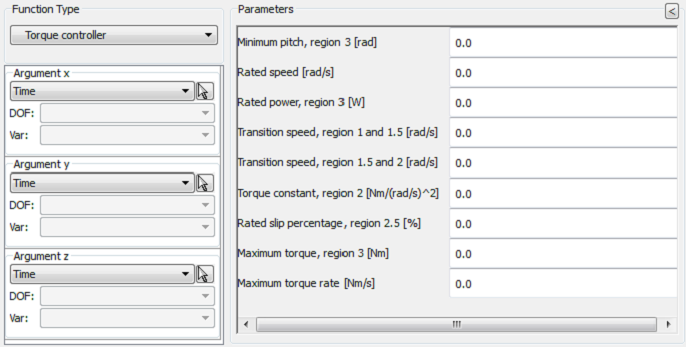 Function Type
Torque controller
Argument x
Time
DOF:
Var:
Argument y
Time
DOF:
Var:
Argument z
Time
DOF:
Var:
Parameters
<
Minimum pitch, region 3 [rad] 0.0
Rated speed [rad/s] 0.0
Rated power, region 3 [W] 0.0
Transition speed, region 1 and 1.5 [rad/s] 0.0
Transition speed, region 1.5 and 2 [rad/s] 0.0
Torque constant, region 2 [Nm/(rad/s)^2] 0.0
Rated slip percentage, region 2.5 [%] 0.0
Maximum torque, region 3 [Nm] 0.0
Maximum torque rate [Nm/s] 0.0